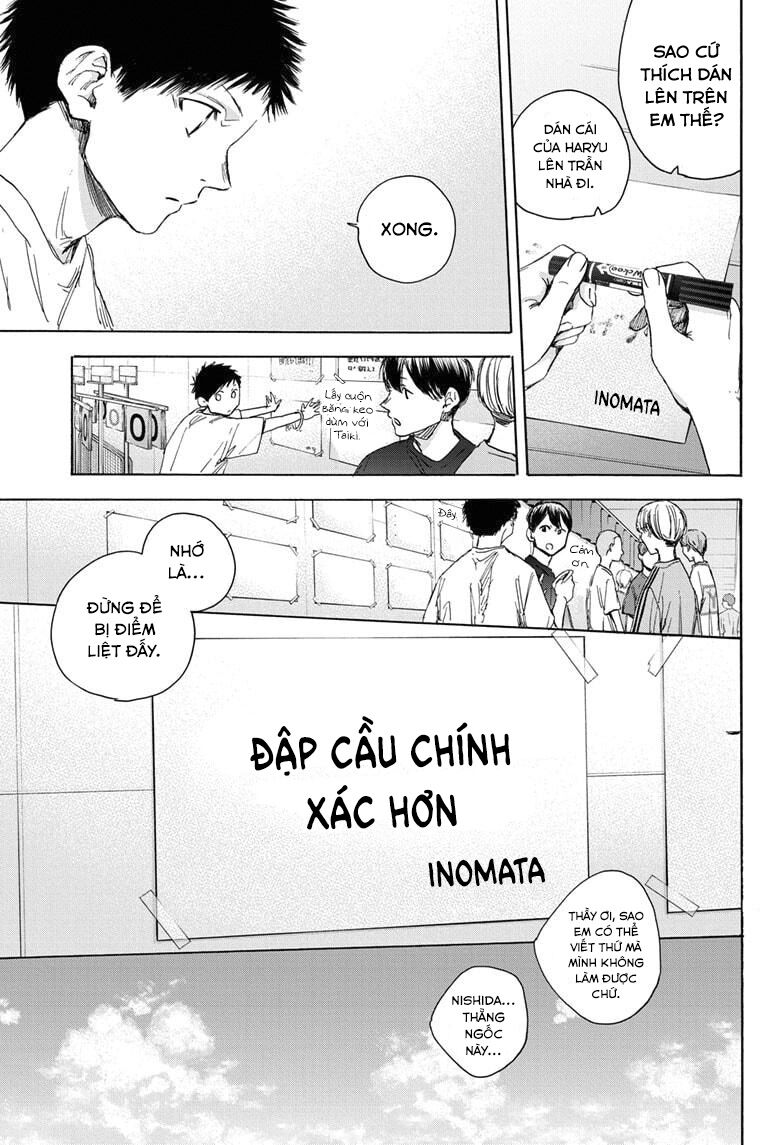 SAO CỨ
THÍCH DÁN
LÊN TRÊN
EM THẾ?
DÁN CÁI
CỦA HARYU
LÊN TRẦN
NHÀ ĐI.
INOMATA
XONG.
Lấy cuộn
băng keo
dùm với
Taiki.
Đây.
Cảm
ơn.
NHỚ
LÀ...
ĐỪNG ĐỂ
BỊ ĐIỂM
LIỆT ĐẤY.
ĐẬP CẦU CHÍNH
XÁC HƠN
INOMATA
THẦY ƠI, SAO
EM CÓ THỂ
VIẾT THỨ MÀ
MÌNH KHÔNG
LÀM ĐƯỢC
CHỨ.
NISHIDA...
THẰNG
NGỐC
NÀY...